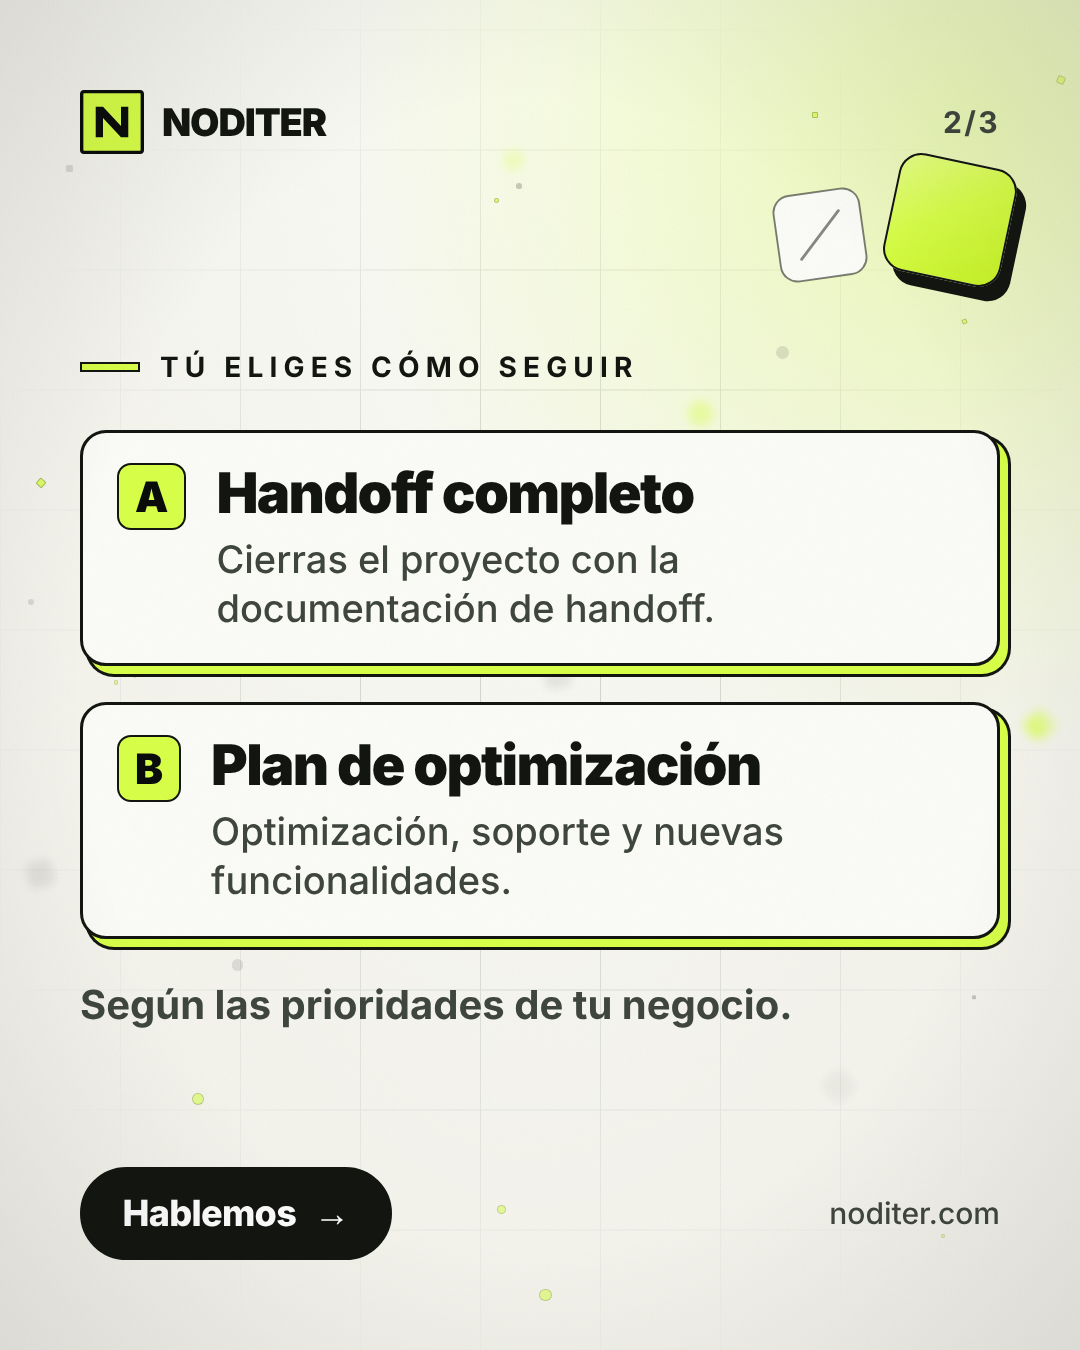 N NODITER
2/3
TÚ ELIGES CÓMO SEGUIR
A Handoff completo
Cierras el proyecto con la
documentación de handoff.
B Plan de optimización
Optimización, soporte y nuevas
funcionalidades.
Según las prioridades de tu negocio.
Hablemos →
noditer.com